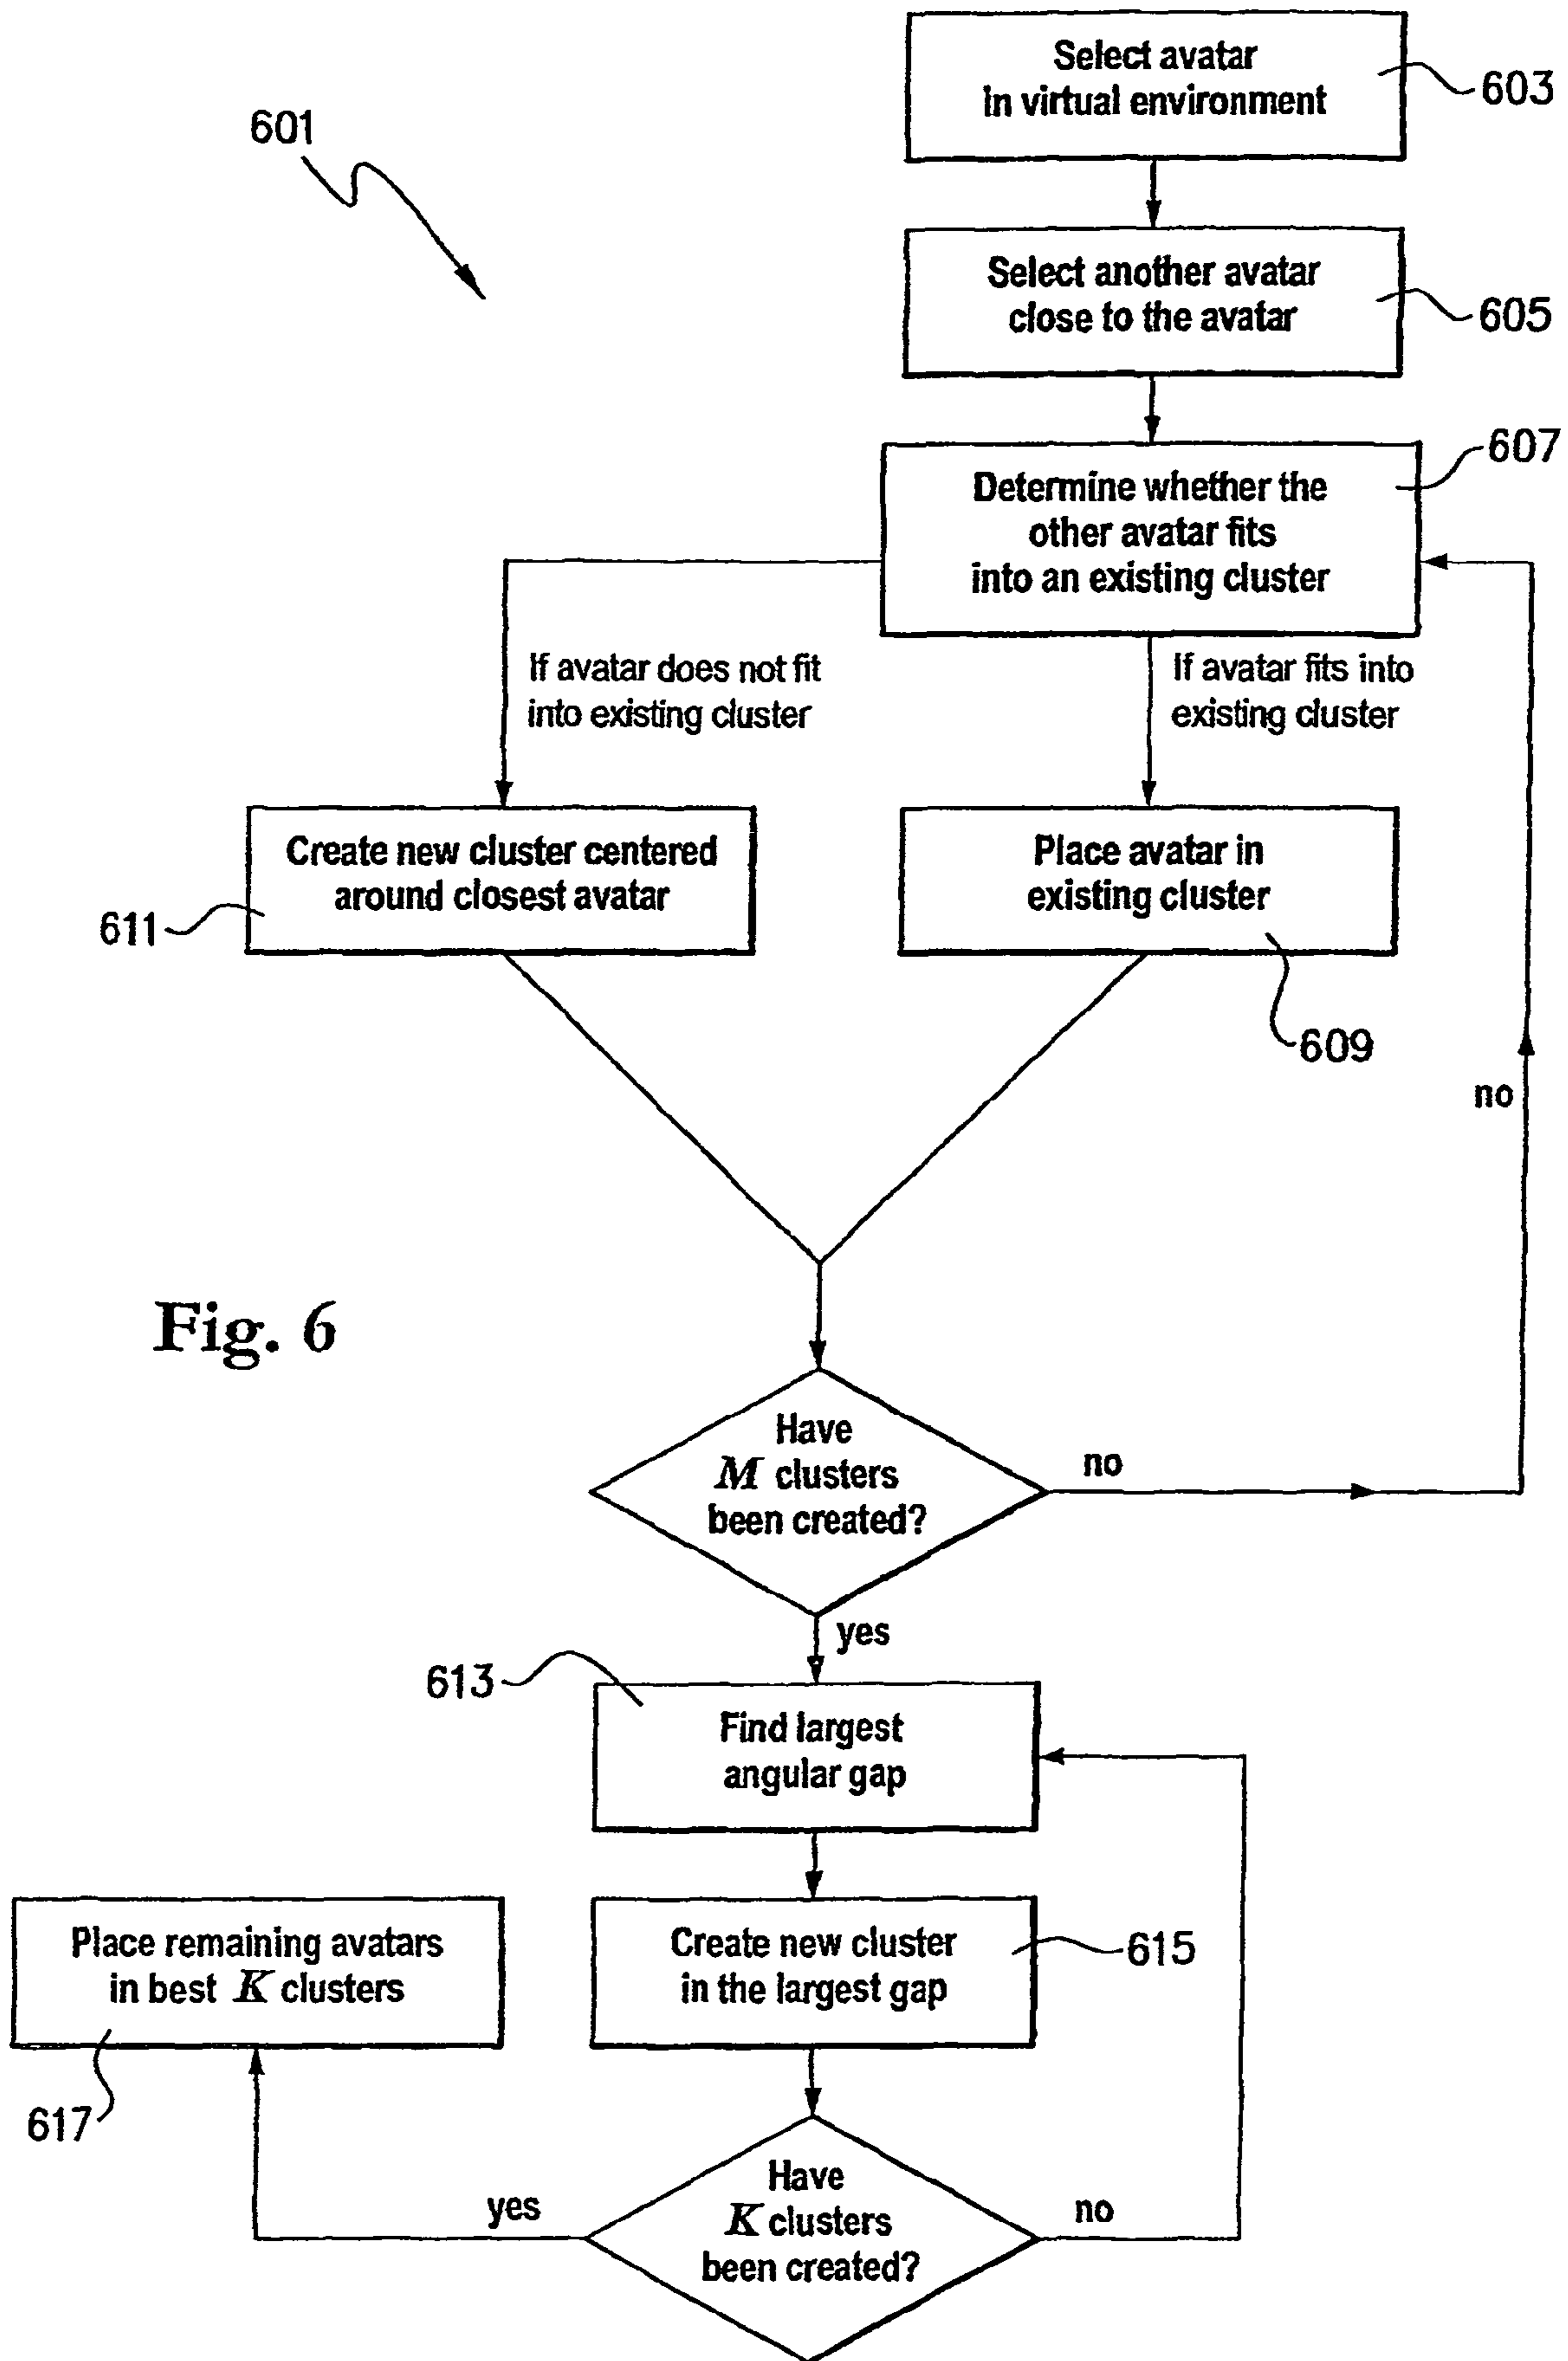 Select avatar
in virtual environment
603
601
Select another avatar
close to the avatar
605
607
Determine whether the
other avatar fits
into an existing cluster
If avatar does not fit
into existing cluster
If avatar fits into
existing cluster
Create new cluster centered
around closest avatar
611
Place avatar in
existing cluster
609
no
Fig. 6
Have
M clusters
been created?
no
yes
613
Find largest
angular gap
Place remaining avatars
in best K clusters
617
Create new cluster
in the largest gap
615
Have
K clusters
been created?
yes
no